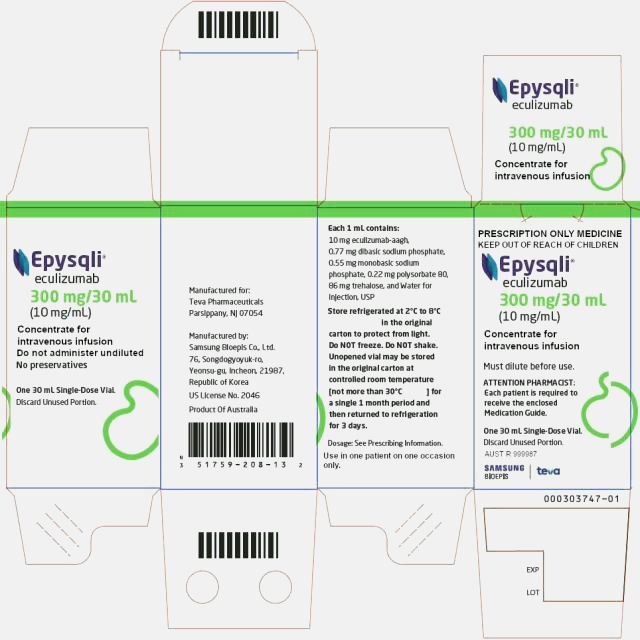 Epysqli®
eculizumab
300 mg/30 mL
(10 mg/mL)
Concentrate for
intravenous infusion
PRESCRIPTION ONLY MEDICINE
KEEP OUT OF REACH OF CHILDREN
Epysqli®
eculizumab
300 mg/30 mL
(10 mg/mL)
Concentrate for
intravenous infusion
Must dilute before use.
ATTENTION PHARMACIST:
Each patient is required to
receive the enclosed
Medication Guide.
One 30 mL Single-Dose Vial.
Discard Unused Portion.
AUST R 999987
SAMSUNG
BIOEPIS
teva
000303747-01
EXP
LOT
Epysqli®
eculizumab
300 mg/30 mL
(10 mg/mL)
Concentrate for
intravenous infusion
Do not administer undiluted
No preservatives
One 30 mL Single-Dose Vial.
Discard Unused Portion.
Manufactured for:
Teva Pharmaceuticals
Parsippany, NJ 07054
Manufactured by:
Samsung Bioepis Co., Ltd.
76, Songdogyoyuk-ro,
Yeonsu-gu, Incheon, 21987,
Republic of Korea
US License No. 2046
Product Of Australia
N
3 51759-208-13 2
Each 1 mL contains:
10 mg eculizumab-aagh,
0.77 mg dibasic sodium phosphate,
0.55 mg monobasic sodium
phosphate, 0.22 mg polysorbate 80,
86 mg trehalose, and Water for
Injection, USP
Store refrigerated at 2°C to 8°C
in the original
carton to protect from light.
Do NOT freeze. Do NOT shake.
Unopened vial may be stored
in the original carton at
controlled room temperature
[not more than 30°C ] for
a single 1 month period and
then returned to refrigeration
for 3 days.
Dosage: See Prescribing Information.
Use in one patient on one occasion
only.